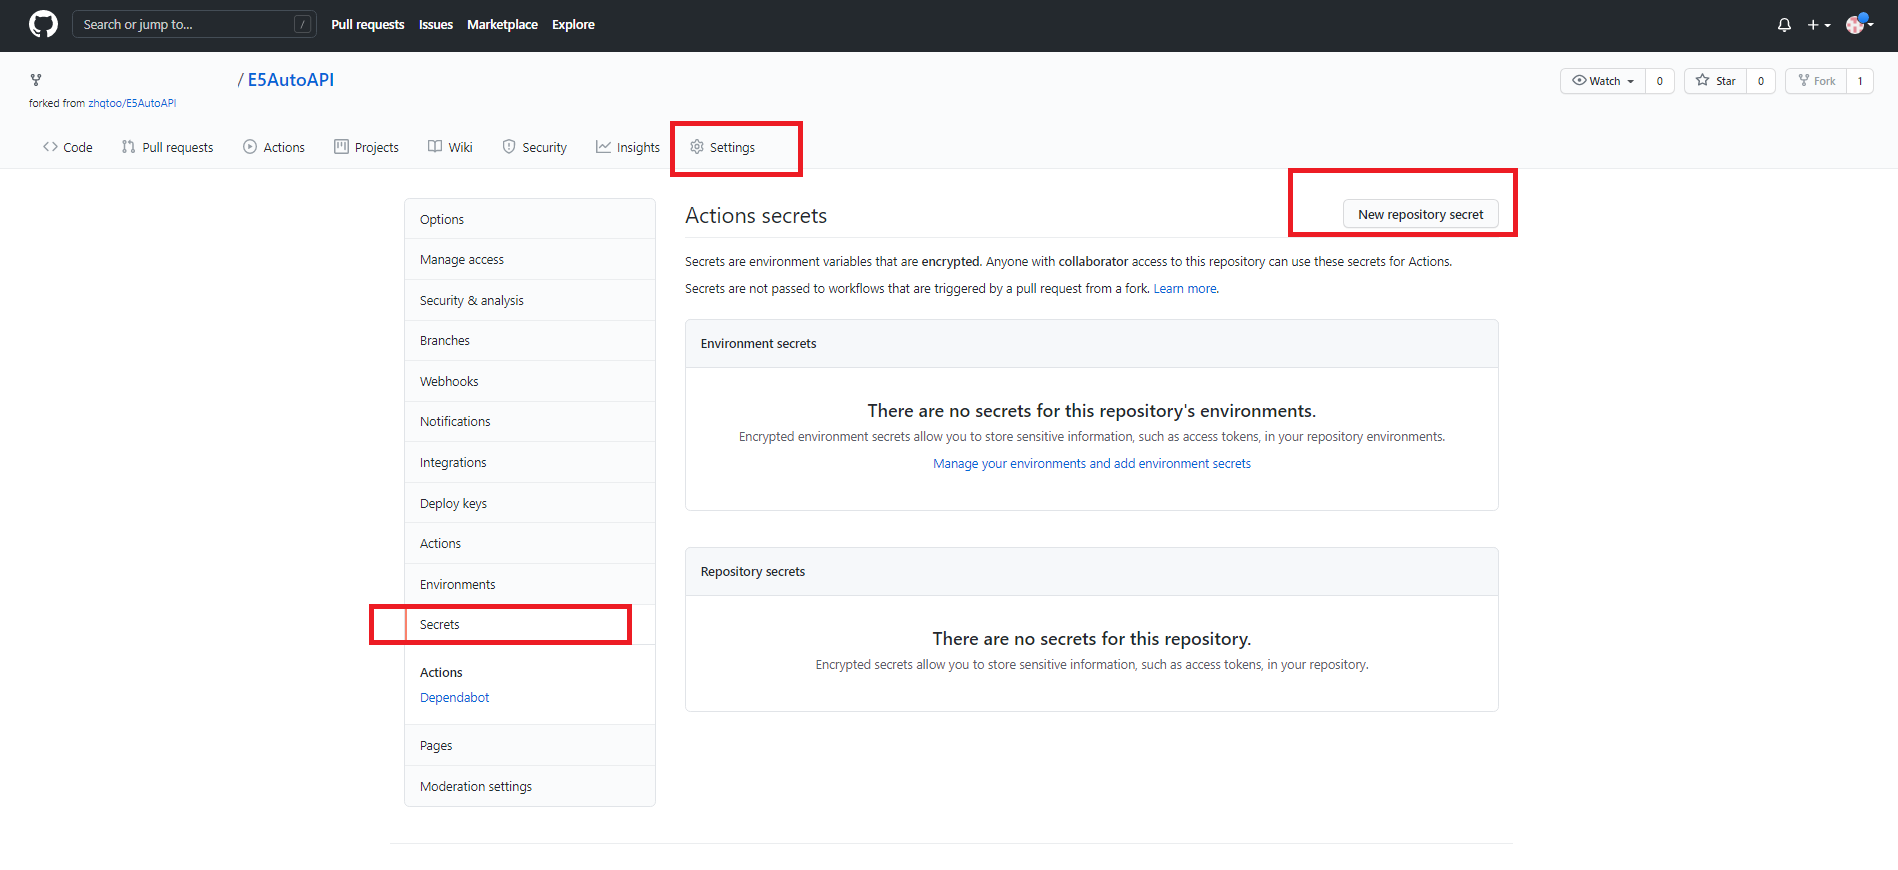 Search or jump to... /
Pull requests Issues Marketplace Explore
/ E5AutoAPI
forked from zhqtoo/E5AutoAPI
Watch 0 Star 0 Fork 1
Code Pull requests Actions Projects Wiki Security Insights Settings
Options
Manage access
Security & analysis
Branches
Webhooks
Notifications
Integrations
Deploy keys
Actions
Environments
Secrets
Actions
Dependabot
Pages
Moderation settings
Actions secrets
New repository secret
Secrets are environment variables that are encrypted. Anyone with collaborator access to this repository can use these secrets for Actions.
Secrets are not passed to workflows that are triggered by a pull request from a fork. Learn more.
Environment secrets
There are no secrets for this repository's environments.
Encrypted environment secrets allow you to store sensitive information, such as access tokens, in your repository environments.
Manage your environments and add environment secrets
Repository secrets
There are no secrets for this repository.
Encrypted secrets allow you to store sensitive information, such as access tokens, in your repository.